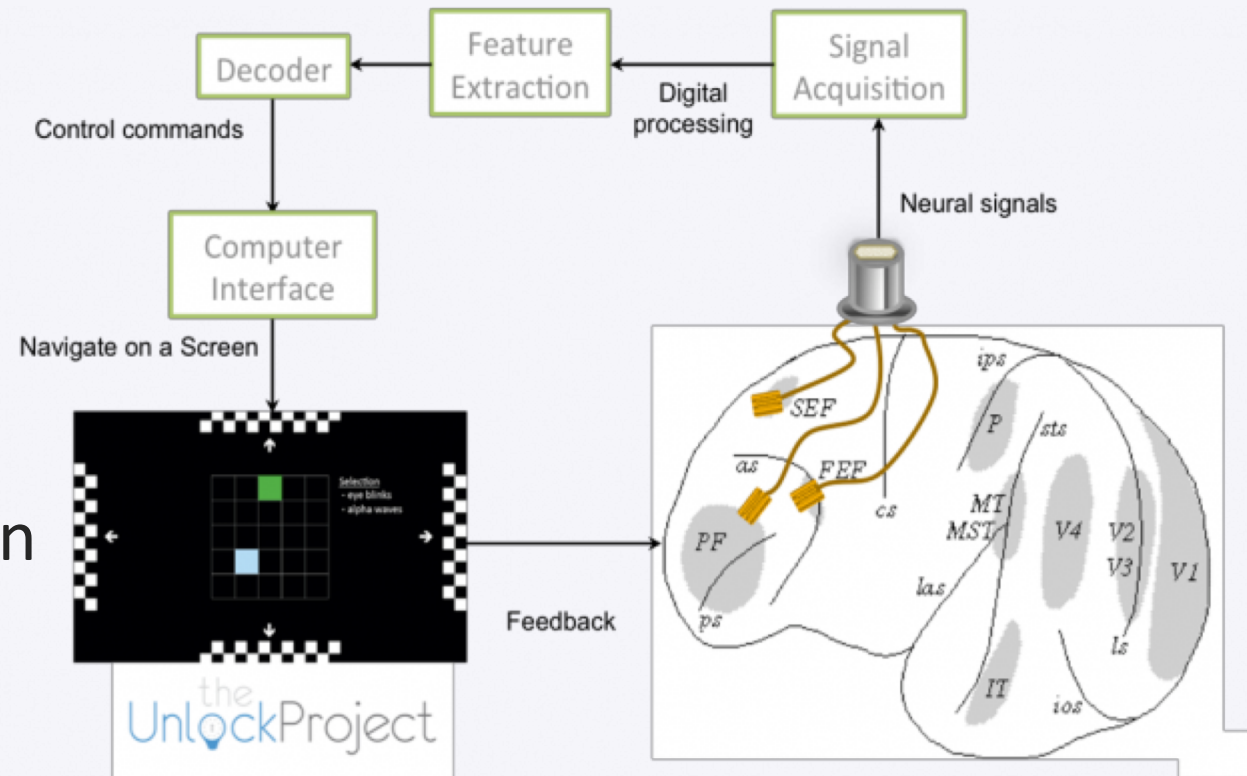 Decoder
Feature
Extraction
Signal
Acquisition
Digital
processing
Control commands
Neural signals
Computer
Interface
Navigate on a Screen
Selection
- eye blinks
- alpha waves
n
Feedback
the
UnlockProject
SEF
as
FEF
PF
ps
cs
ips
P
sts
MT
MST
V4
V2
V3
V1
las
ls
IT
ios